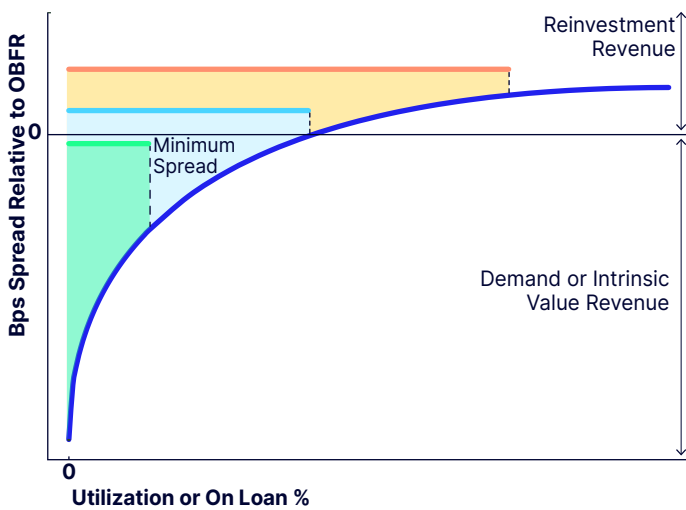 Reinvestment
Revenue
Bps Spread Relative to OBFR
0
Minimum
Spread
Demand or Intrinsic
Value Revenue
0
Utilization or On Loan %